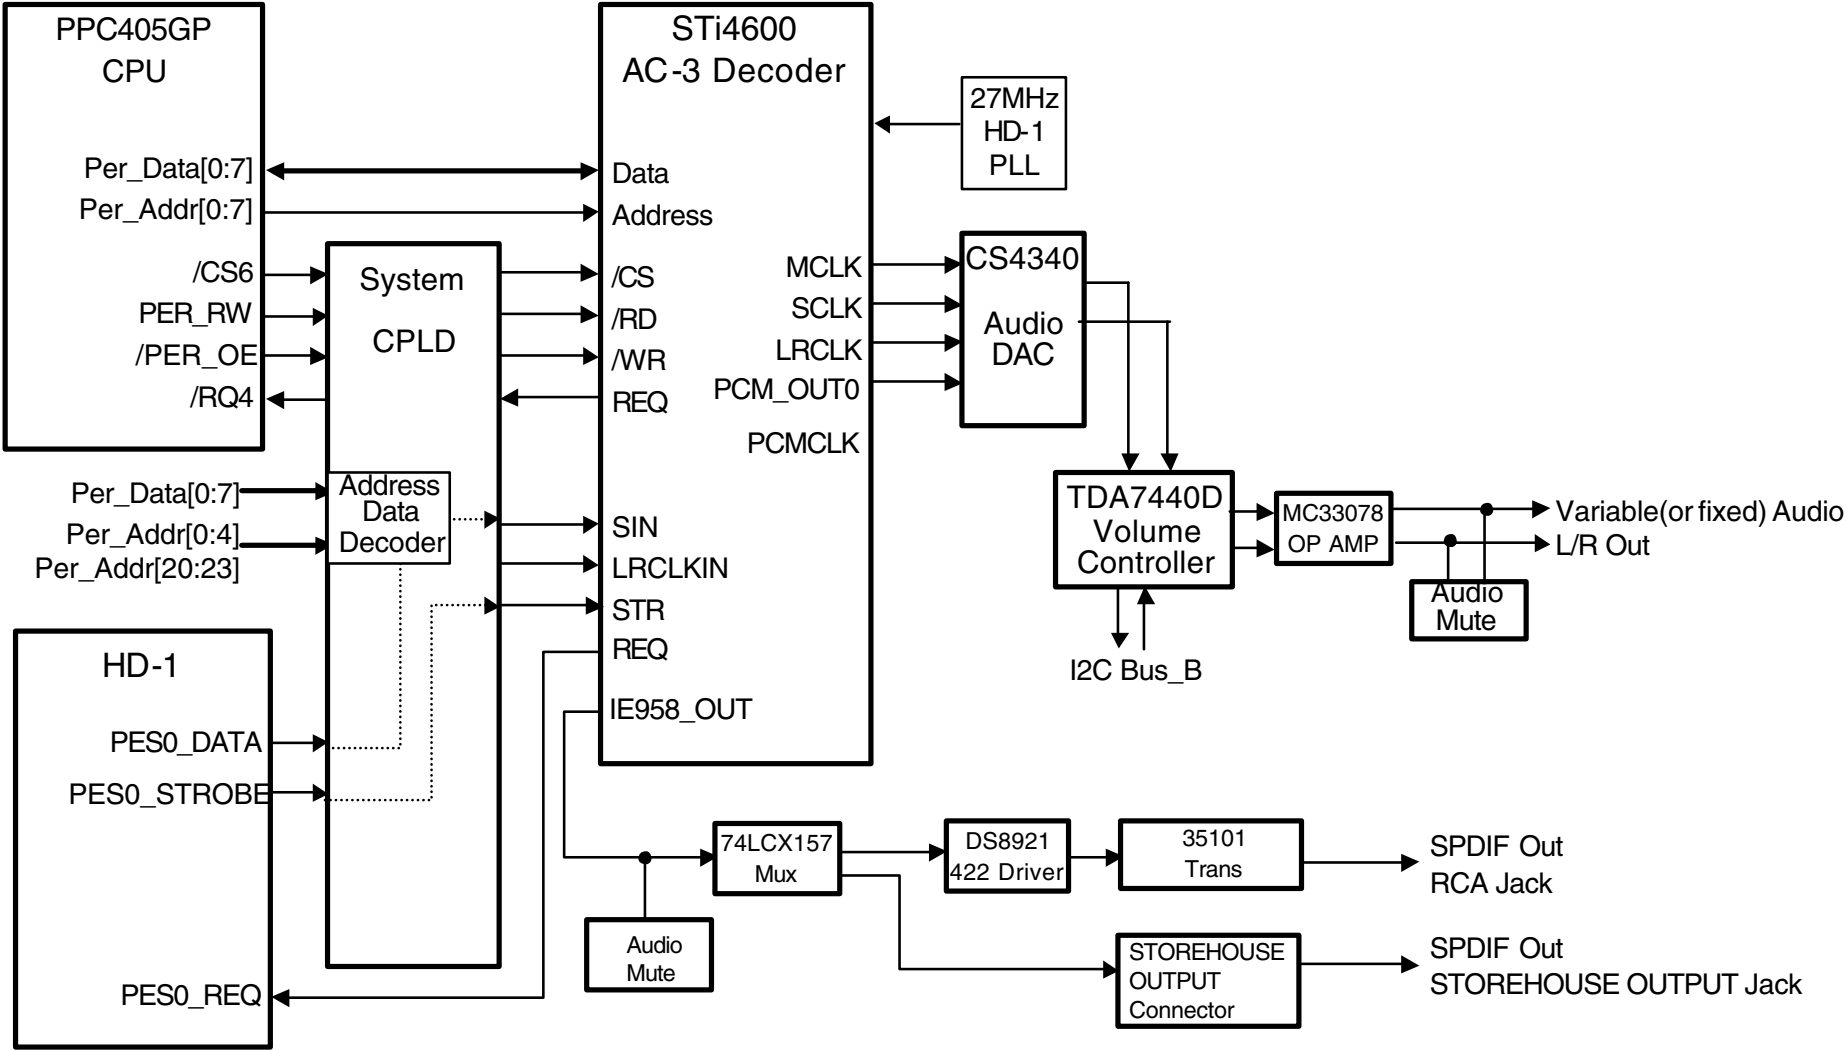 PPC405GP
CPU
Per_Data[0:7]
Per_Addr[0:7]
/CS6
PER_RW
/PER_OE
/RQ4
System
CPLD
Per_Data[0:7]
Per_Addr[0:4]
Per_Addr[20:23]
Address
Data
Decoder
HD-1
PES0_DATA
PES0_STROBE
PES0_REQ
STi4600
AC-3 Decoder
Data
Address
/CS
/RD
/WR
REQ
SIN
LRCLKIN
STR
REQ
IE958_OUT
MCLK
SCLK
LRCLK
PCM_OUT0
PCMCLK
27MHz
HD-1
PLL
CS4340
Audio
DAC
TDA7440D
Volume
Controller
I2C Bus_B
MC33078
OP AMP
Variable(or fixed) Audio
L/R Out
Audio
Mute
74LCX157
Mux
Audio
Mute
DS8921
422 Driver
35101
Trans
SPDIF Out
RCA Jack
STOREHOUSE
OUTPUT
Connector
SPDIF Out
STOREHOUSE OUTPUT Jack